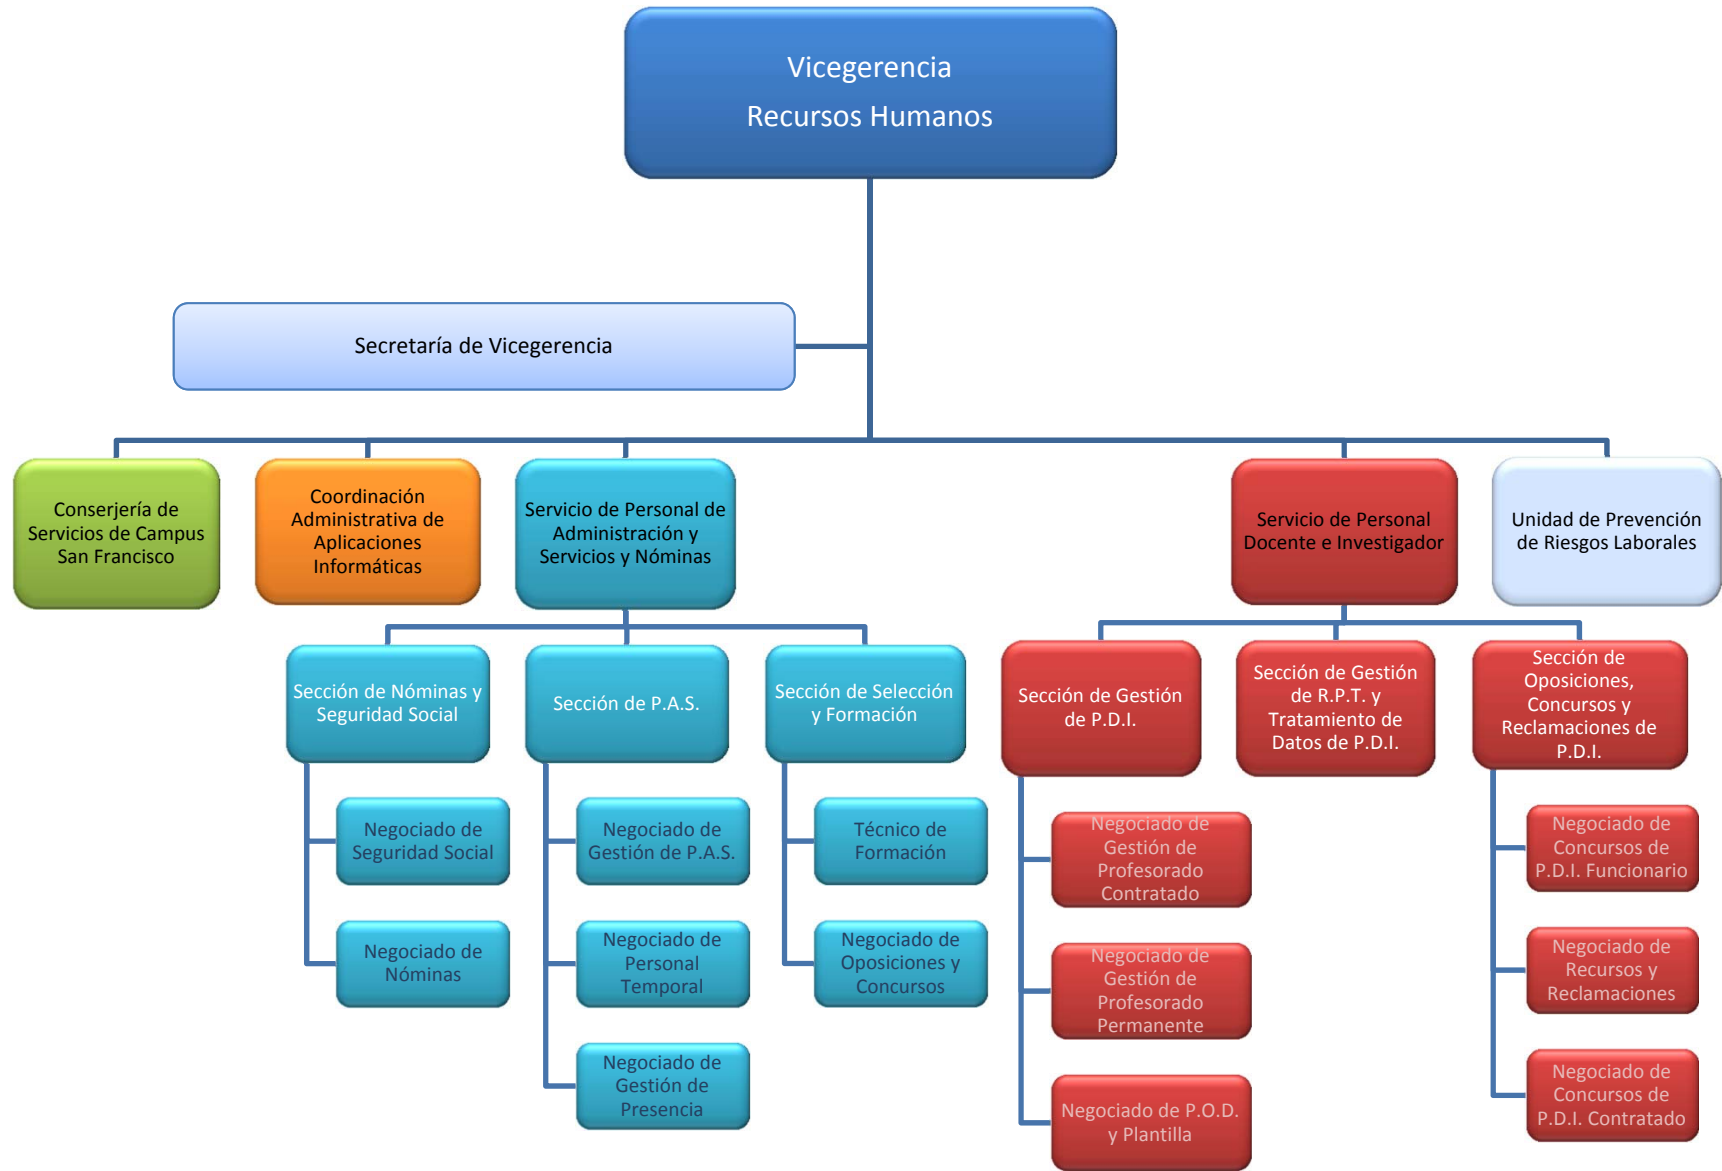 Vicegerencia
Recursos Humanos
Secretaría de Vicegerencia
Conserjería de
Servicios de Campus
San Francisco
Coordinación
Administrativa de
Aplicaciones
Informáticas
Servicio de Personal de
Administración y
Servicios y Nóminas
Servicio de Personal
Docente e Investigador
Unidad de Prevención
de Riesgos Laborales
Sección de Nóminas y
Seguridad Social
Sección de P.A.S.
Sección de Selección
y Formación
Sección de Gestión
de P.D.I.
Sección de Gestión
de R.P.T. y
Tratamiento de
Datos de P.D.I.
Sección de
Oposiciones,
Concursos y
Reclamaciones de
P.D.I.
Negociado de
Seguridad Social
Negociado de
Nóminas
Negociado de
Gestión de P.A.S.
Negociado de
Personal
Temporal
Negociado de
Gestión de
Presencia
Técnico de
Formación
Negociado de
Oposiciones y
Concursos
Negociado de
Gestión de
Profesorado
Contratado
Negociado de
Gestión de
Profesorado
Permanente
Negociado de P.O.D.
y Plantilla
Negociado de
Concursos de
P.D.I. Funcionario
Negociado de
Recursos y
Reclamaciones
Negociado de
Concursos de
P.D.I. Contratado